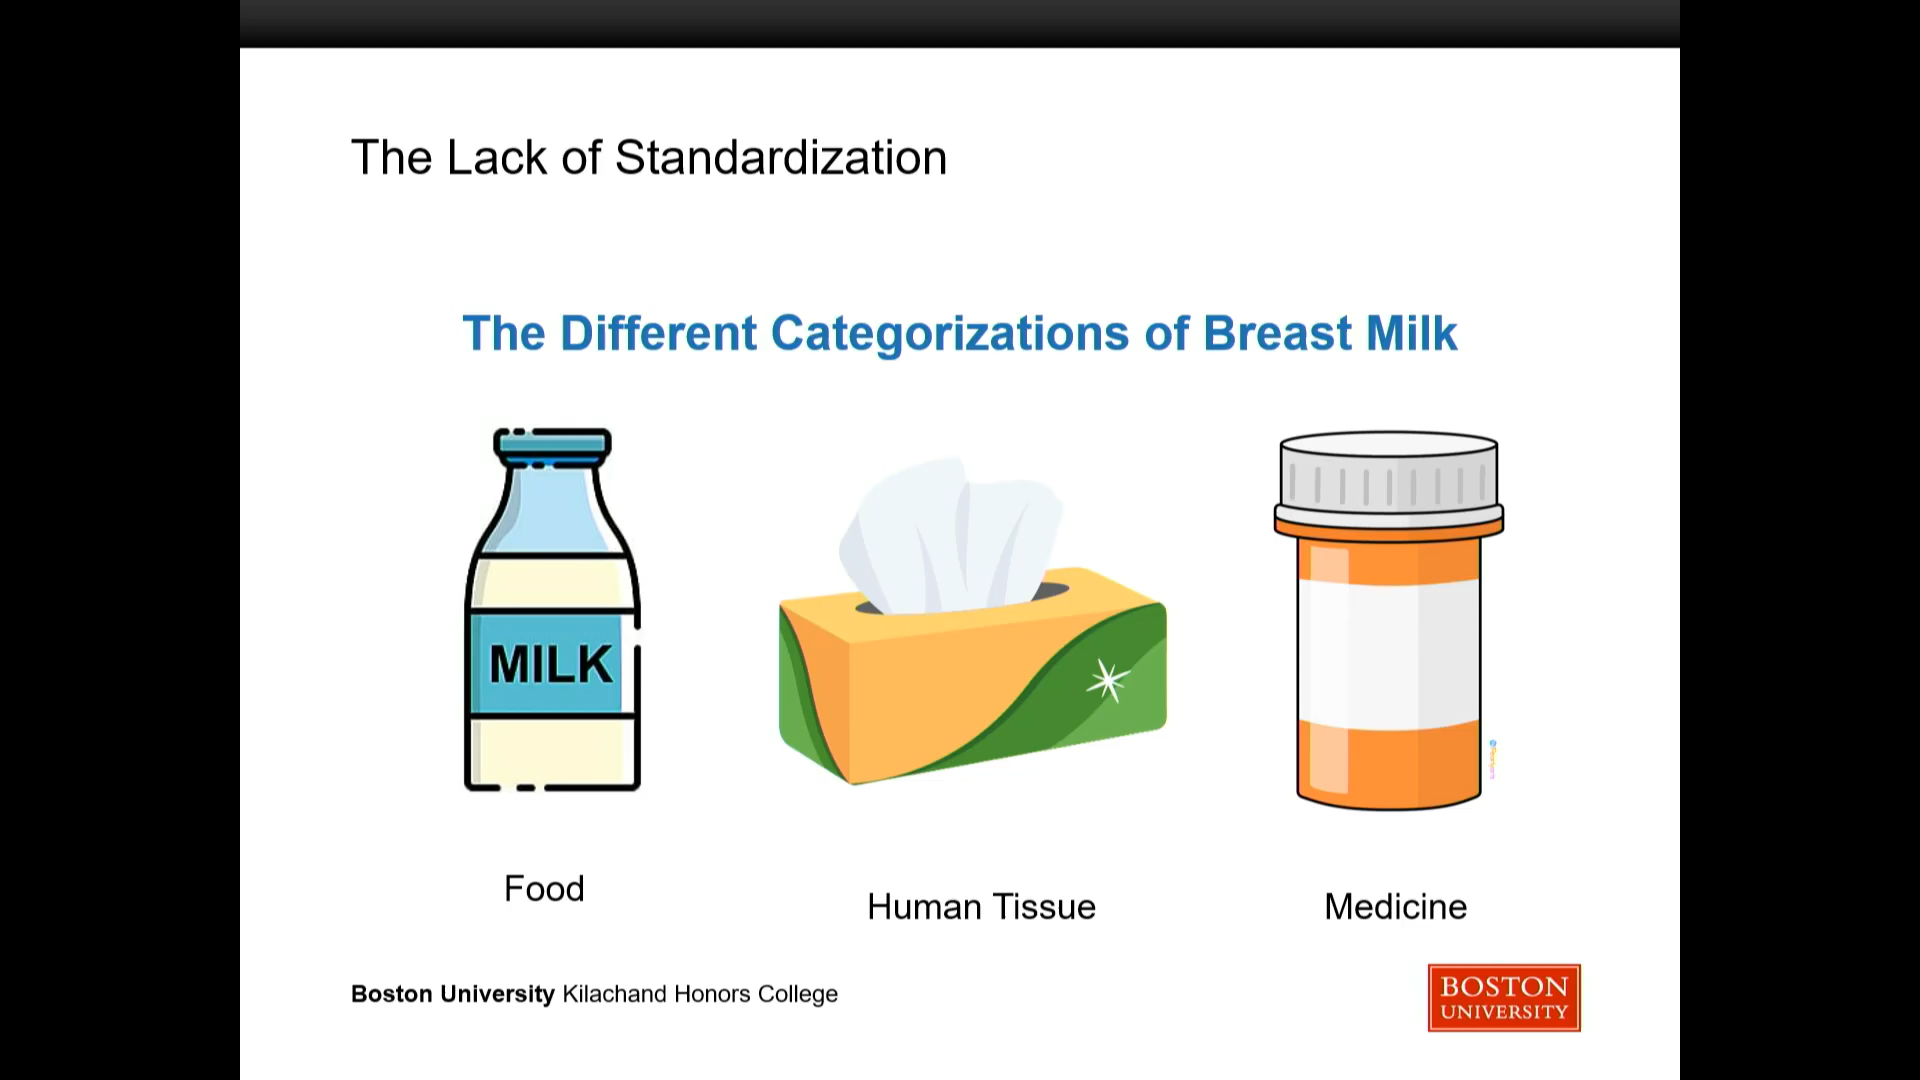 The Lack of Standardization
The Different Categorizations of Breast Milk
MILK
Food
Human Tissue
Medicine
Boston University Kilachand Honors College
BOSTON
UNIVERSITY